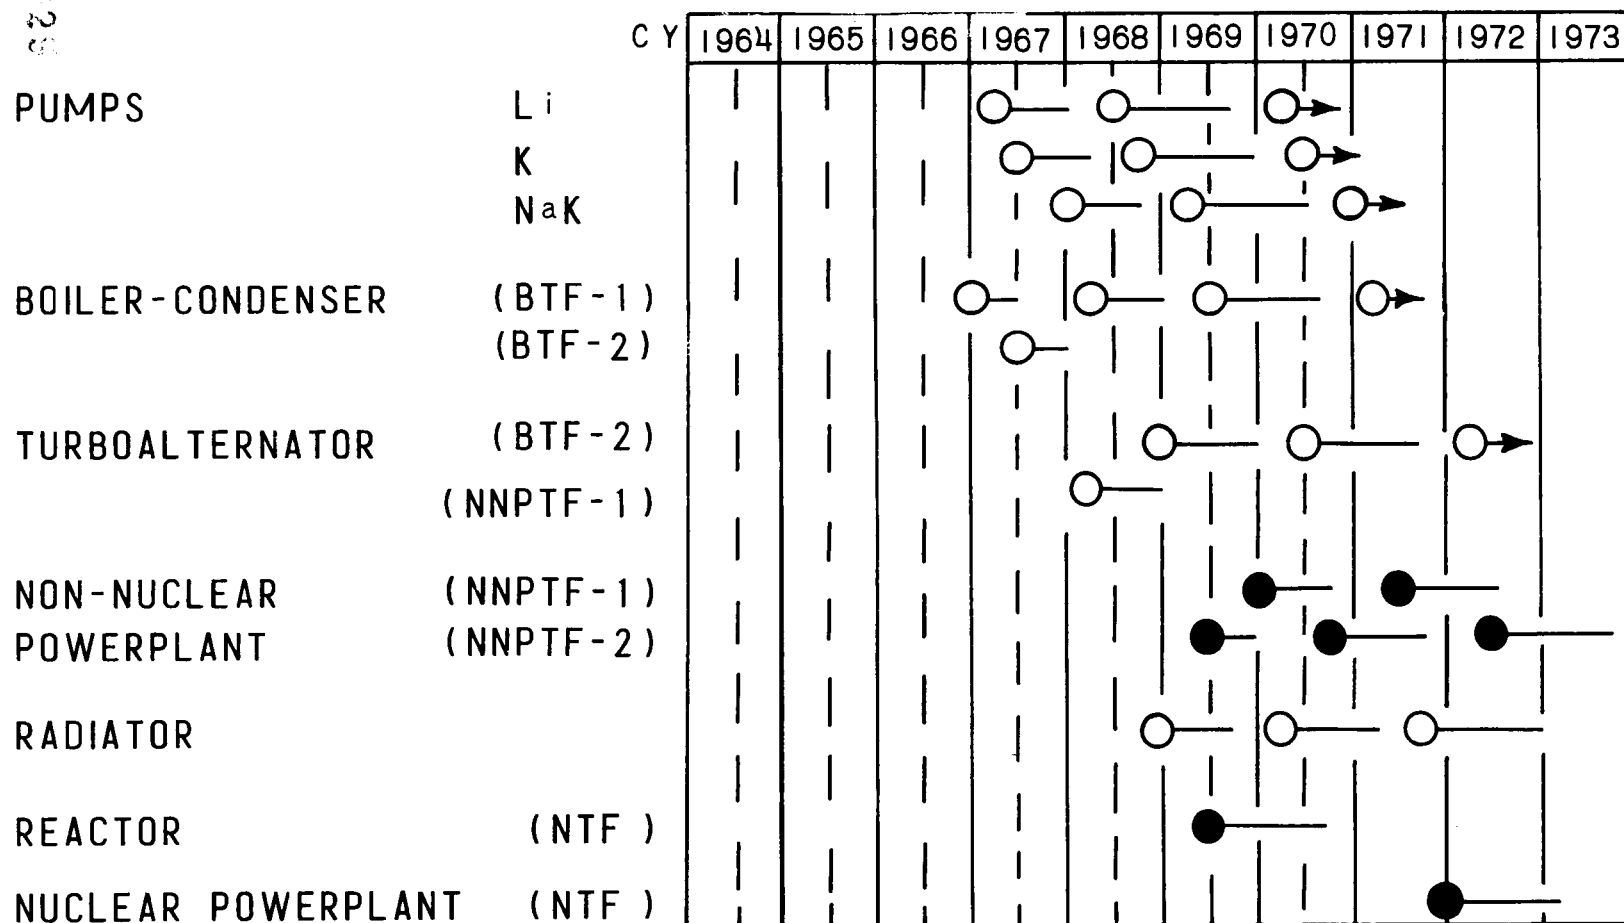 CY 1964 1965 1966 1967 1968 1969 1970 1971 1972 1973
PUMPS Li
K
NaK
BOILER-CONDENSER (BTF-1)
(BTF-2)
TURBOALTERNATOR (BTF-2)
(NNPTF-1)
NON-NUCLEAR (NNPTF-1)
POWERPLANT (NNPTF-2)
RADIATOR
REACTOR (NTF)
NUCLEAR POWERPLANT (NTF)